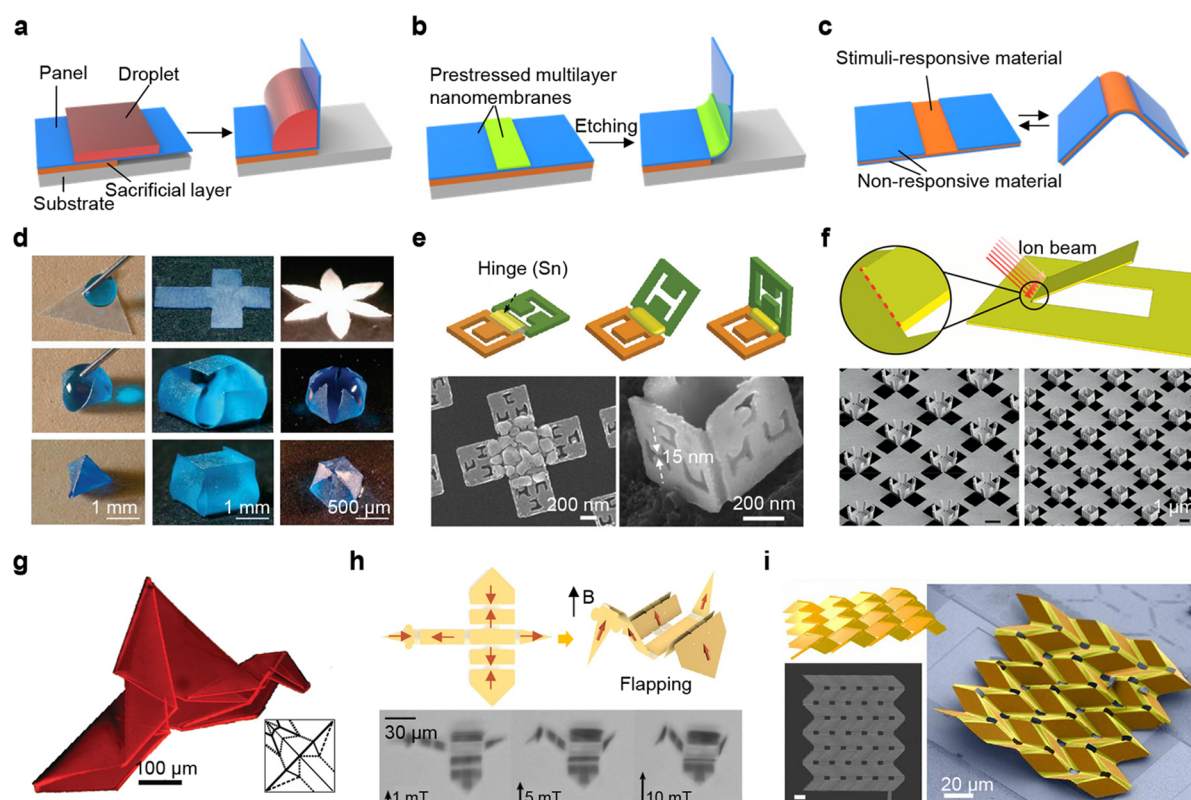 a
Panel
Droplet
Sacrificial layer
Substrate
b
Prestressed multilayer
nanomembranes
Etching
c
Stimuli-responsive material
Non-responsive material
d
1 mm
1 mm
500 µm
e
Hinge (Sn)
200 nm
15 nm
200 nm
f
Ion beam
1 µm
g
100 µm
h
B
Flapping
30 µm
1 mT
5 mT
10 mT
i
20 µm